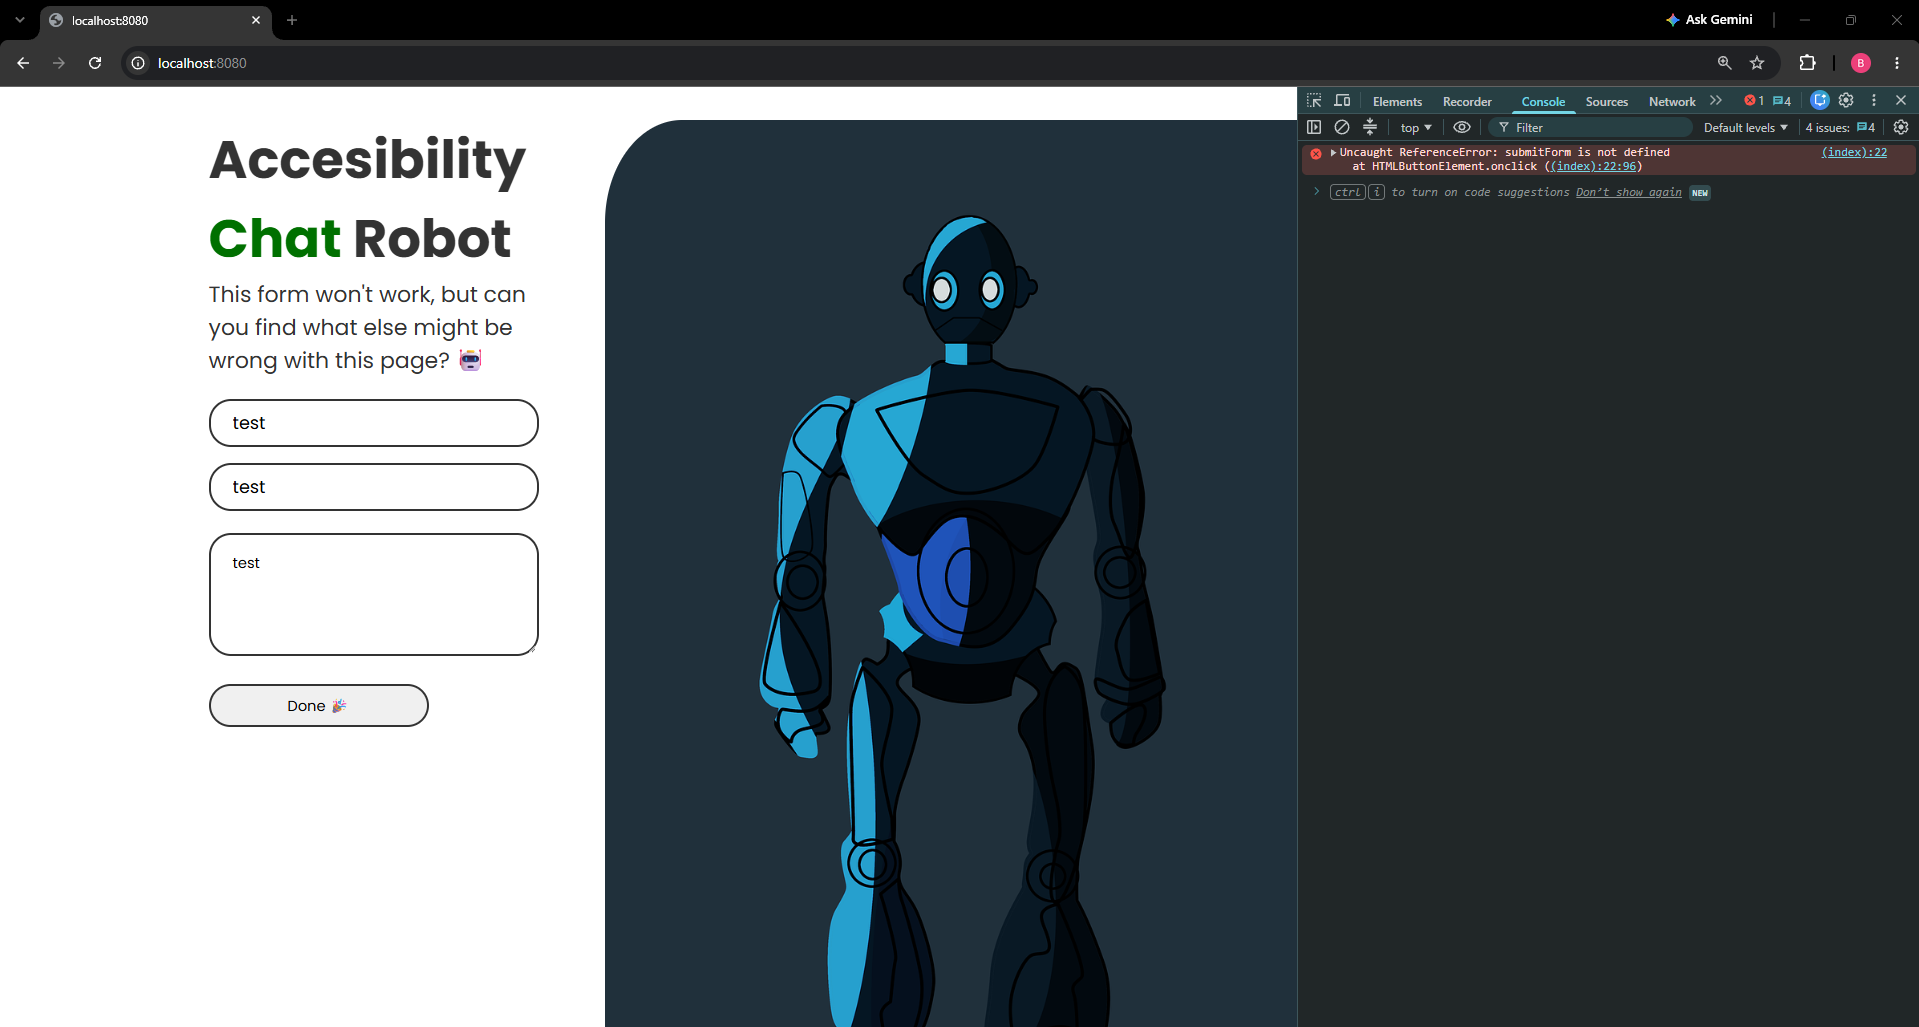 localhost:8080
Ask Gemini
localhost:8080
B
Accesibility
Chat Robot
This form won't work, but can
you find what else might be
wrong with this page? 🤖
test
test
test
Done 🎉
Elements Recorder Console Sources Network 1 4
top Filter Default levels 4 issues: 4
Uncaught ReferenceError: submitForm is not defined (index):22
at HTMLButtonElement.onclick ((index):22:96)
ctrl i to turn on code suggestions Don't show again NEW